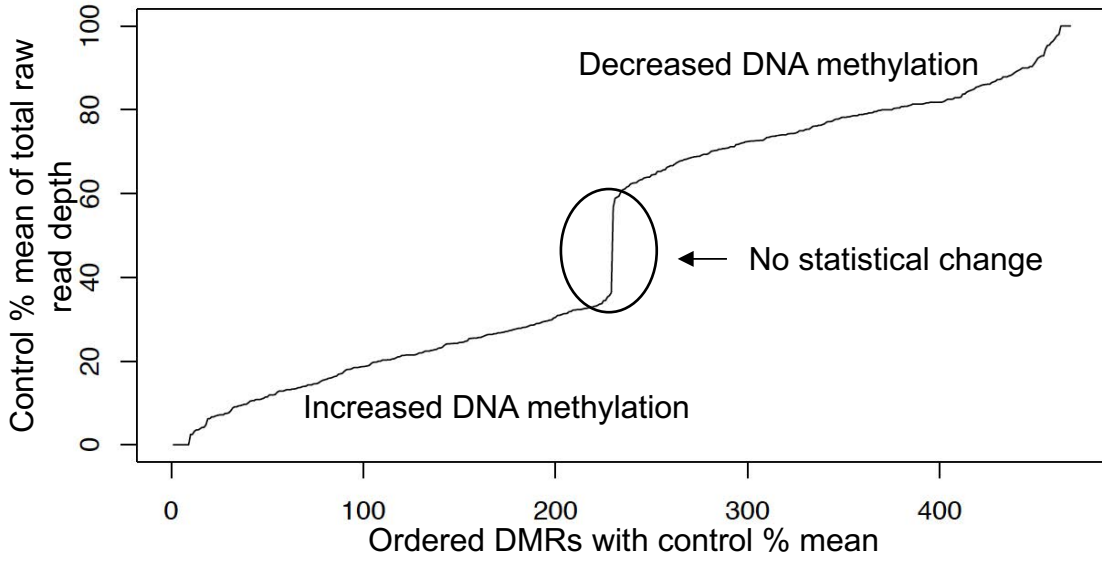 Control % mean of total raw
read depth
100
80
60
40
20
0
Decreased DNA methylation
No statistical change
Increased DNA methylation
0 100 200 300 400
Ordered DMRs with control % mean